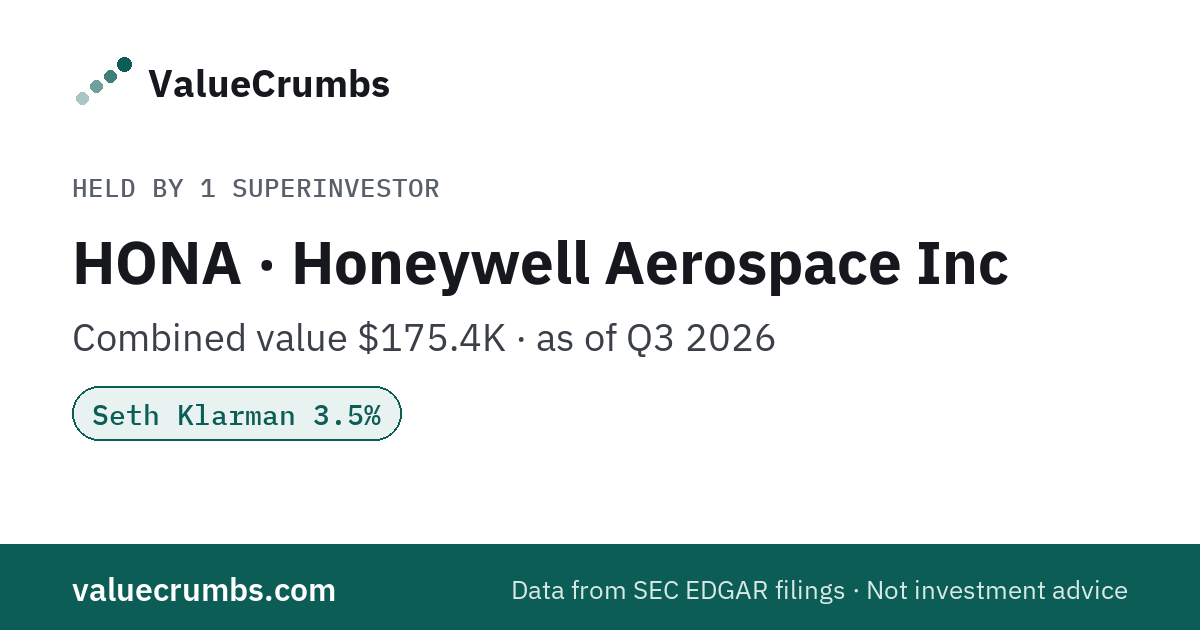 ValueCrumbs
HELD BY 1 SUPERINVESTOR
HONA · Honeywell Aerospace Inc
Combined value $175.4K · as of Q3 2026
Seth Klarman 3.5%
valuecrumbs.com
Data from SEC EDGAR filings · Not investment advice